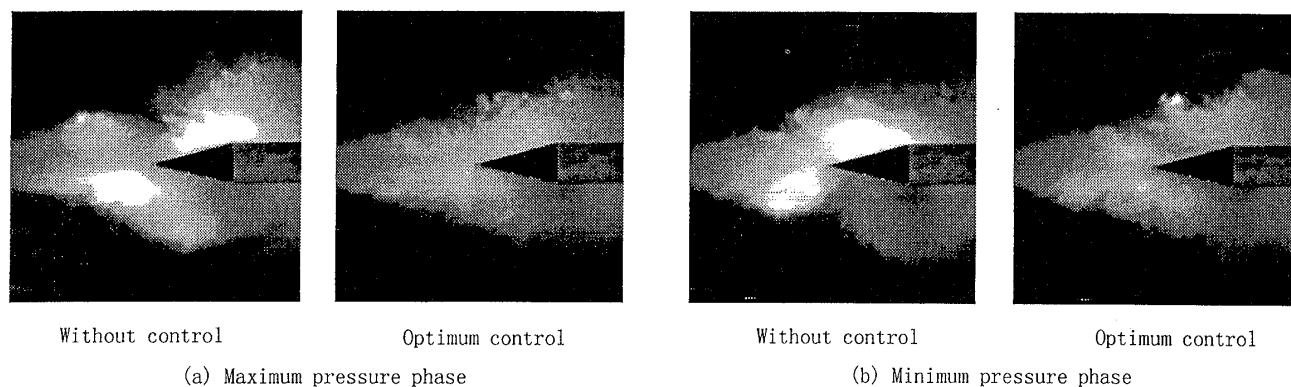 Without control
Optimum control
(a) Maximum pressure phase
Without control
Optimum control
(b) Minimum pressure phase